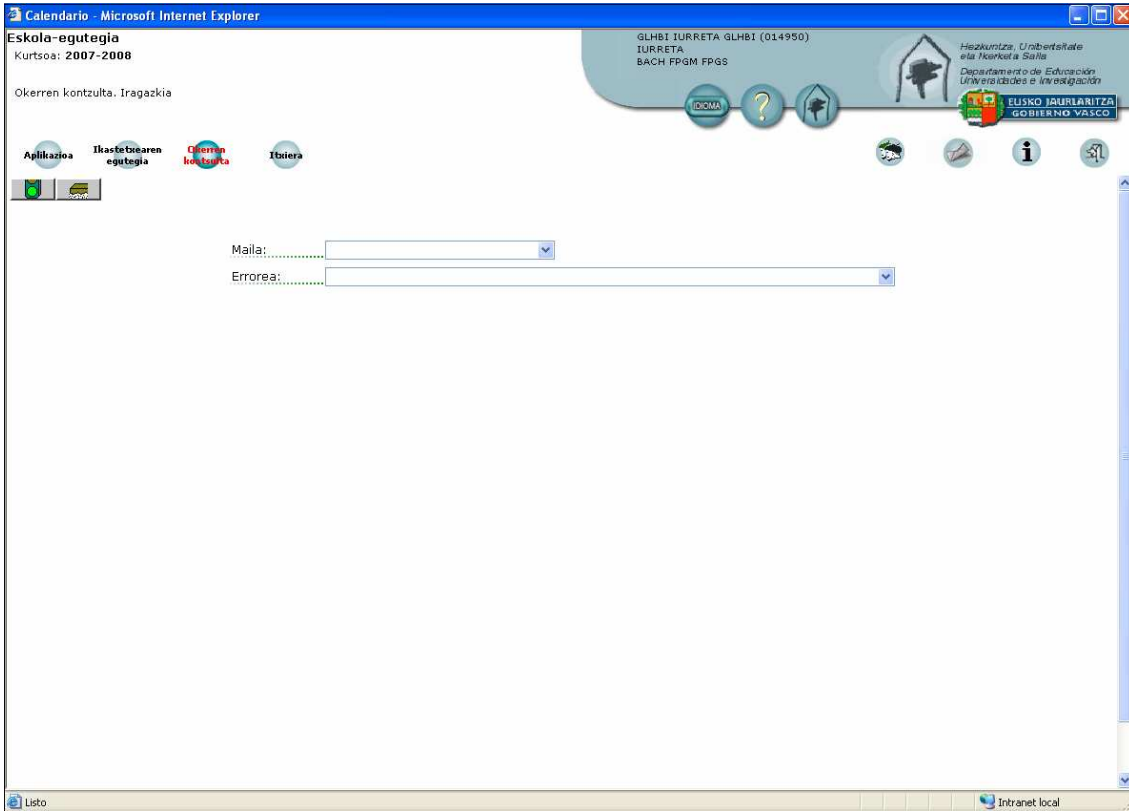 Calendario - Microsoft Internet Explorer
Eskola-egutegia
Kurtsoa: 2007-2008
Okerren kontzulta. Iragazkia
GLHBI IURRETA GLHBI (014950)
IURRETA
BACH FPGM FPGS
IDIOMA
?
Hezkuntza, Unibertsitate
eta Ikerketa Saila
Departamento de Educación
Universidades e Investigación
EUSKO JAURLARITZA
GOBIERNO VASCO
Aplikazioa
Ikastetxearen
egutegia
Okerren
kontsulta
Itxiera
i
Maila:
Errorea:
Listo
Intranet local